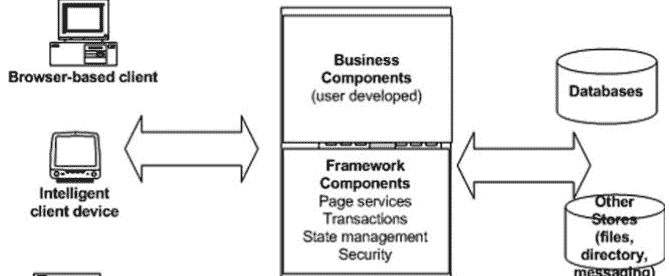 Browser-based client
Intelligent
client device
Business
Components
(user developed)
Framework
Components
Page services
Transactions
State management
Security
Databases
Other
Stores
(files,
directory,
messaging)